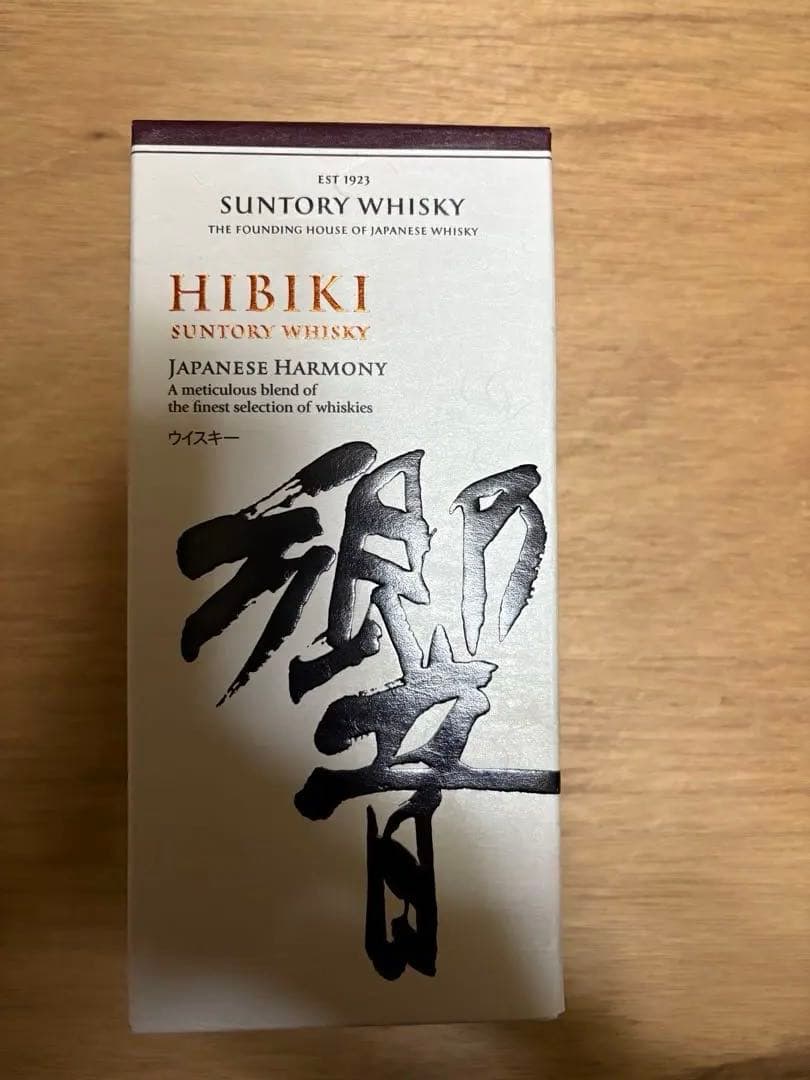 EST 1923
SUNTORY WHISKY
THE FOUNDING HOUSE OF JAPANESE WHISKY
HIBIKI
SUNTORY WHISKY
JAPANESE HARMONY
A meticulous blend of
the finest selection of whiskies
ウイスキー
響